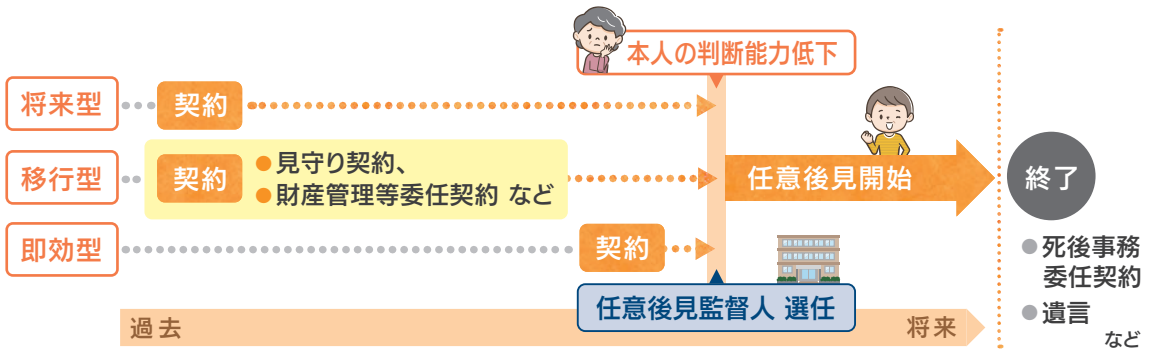 本人の判断能力低下
将来型
契約
移行型
契約
●見守り契約、
●財産管理等委任契約 など
任意後見開始
終了
即効型
契約
●死後事務
委任契約
●遺言
など
任意後見監督人 選任
過去
将来